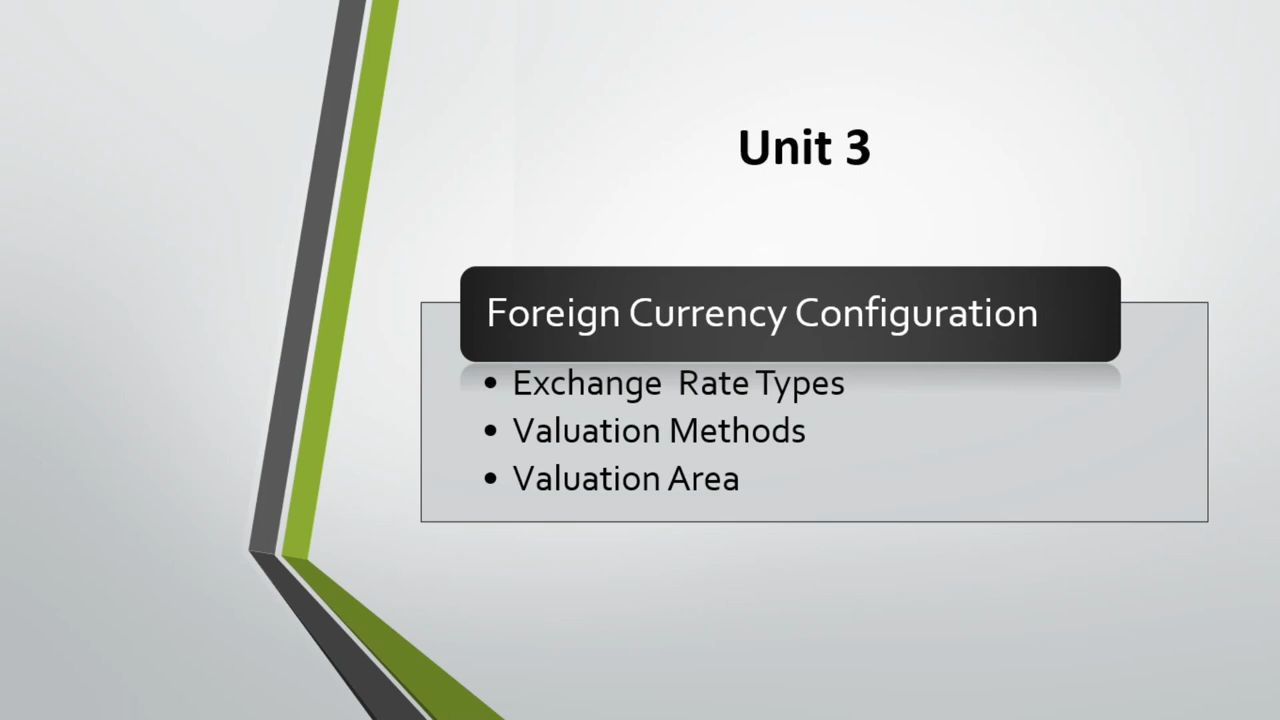 Unit 3
Foreign Currency Configuration
• Exchange Rate Types
• Valuation Methods
• Valuation Area